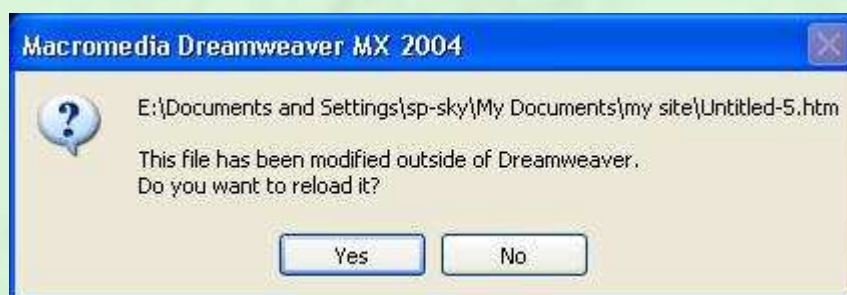 Macromedia Dreamweaver MX 2004
E:\Documents and Settings\sp-sky\My Documents\my site\Untitled-5.htm
This file has been modified outside of Dreamweaver.
Do you want to reload it?
Yes
No